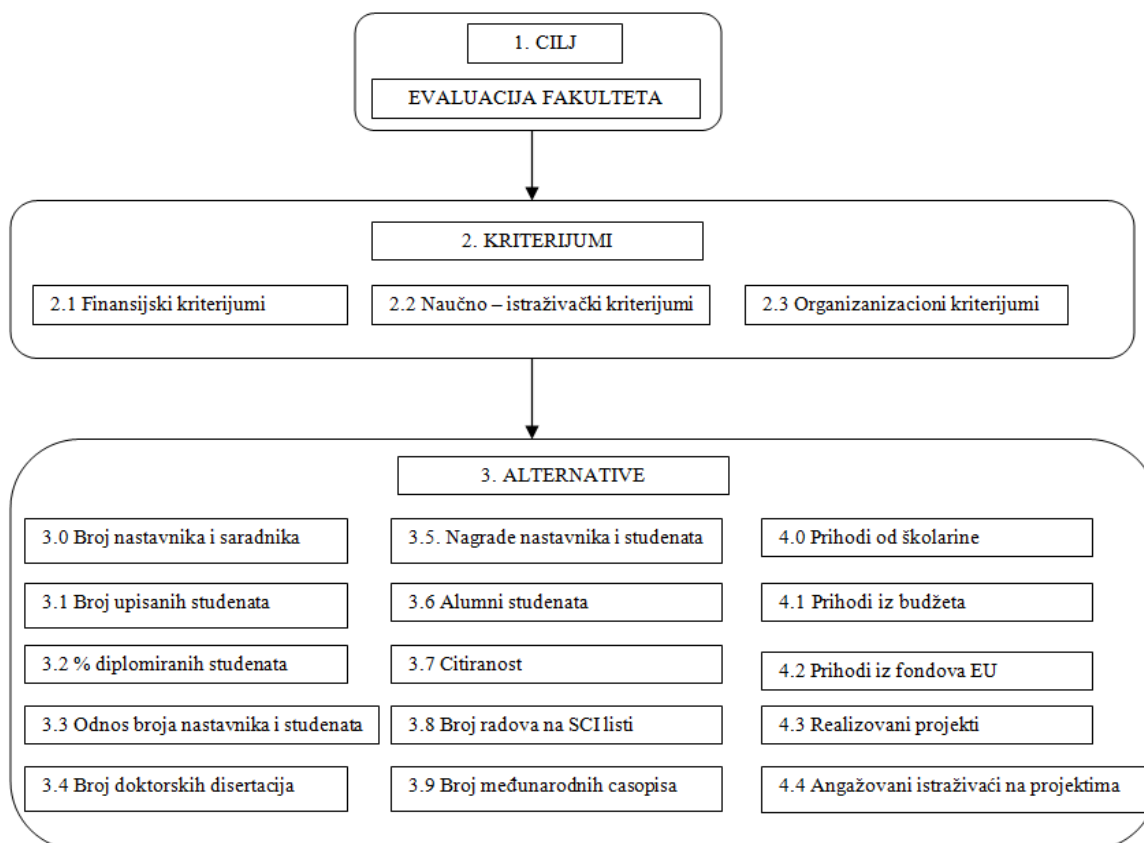 1. CILJ
EVALUACIJA FAKULTETA
2. KRITERIJUMI
2.1 Finansijski kriterijumi
2.2 Naučno – istraživački kriterijumi
2.3 Organizanizacioni kriterijumi
3. ALTERNATIVE
3.0 Broj nastavnika i saradnika
3.1 Broj upisanih studenata
3.2 % diplomiranih studenata
3.3 Odnos broja nastavnika i studenata
3.4 Broj doktorskih disertacija
3.5. Nagrade nastavnika i studenata
3.6 Alumni studenata
3.7 Citiranost
3.8 Broj radova na SCI listi
3.9 Broj međunarodnih casopisa
4.0 Prihodi od školarine
4.1 Prihodi iz budžeta
4.2 Prihodi iz fondova EU
4.3 Realizovani projekti
4.4 Angažovani istraživaći na projektima